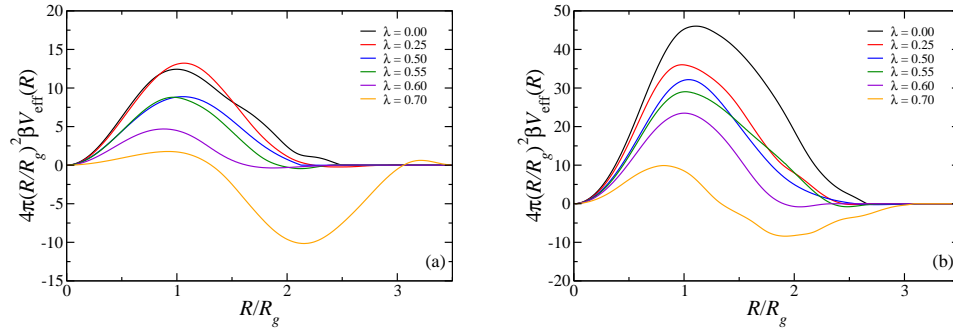 4π(R/R_g)^2βV_eff(R)
20
15
10
5
0
-5
-10
-15
0
1
2
3
R/R_g
λ = 0.00
λ = 0.25
λ = 0.50
λ = 0.55
λ = 0.60
λ = 0.70
(a)
4π(R/R_g)^2βV_eff(R)
50
40
30
20
10
0
-10
-20
0
1
2
3
R/R_g
λ = 0.00
λ = 0.25
λ = 0.50
λ = 0.55
λ = 0.60
λ = 0.70
(b)